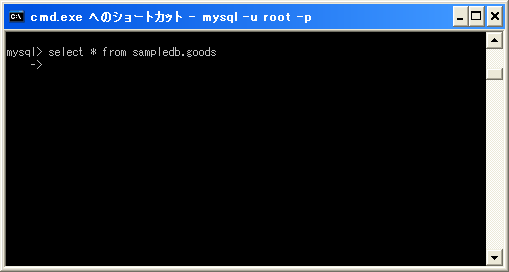 cmd.exe へのショートカット - mysql -u root -p
mysql> select * from sampledb.goods
->